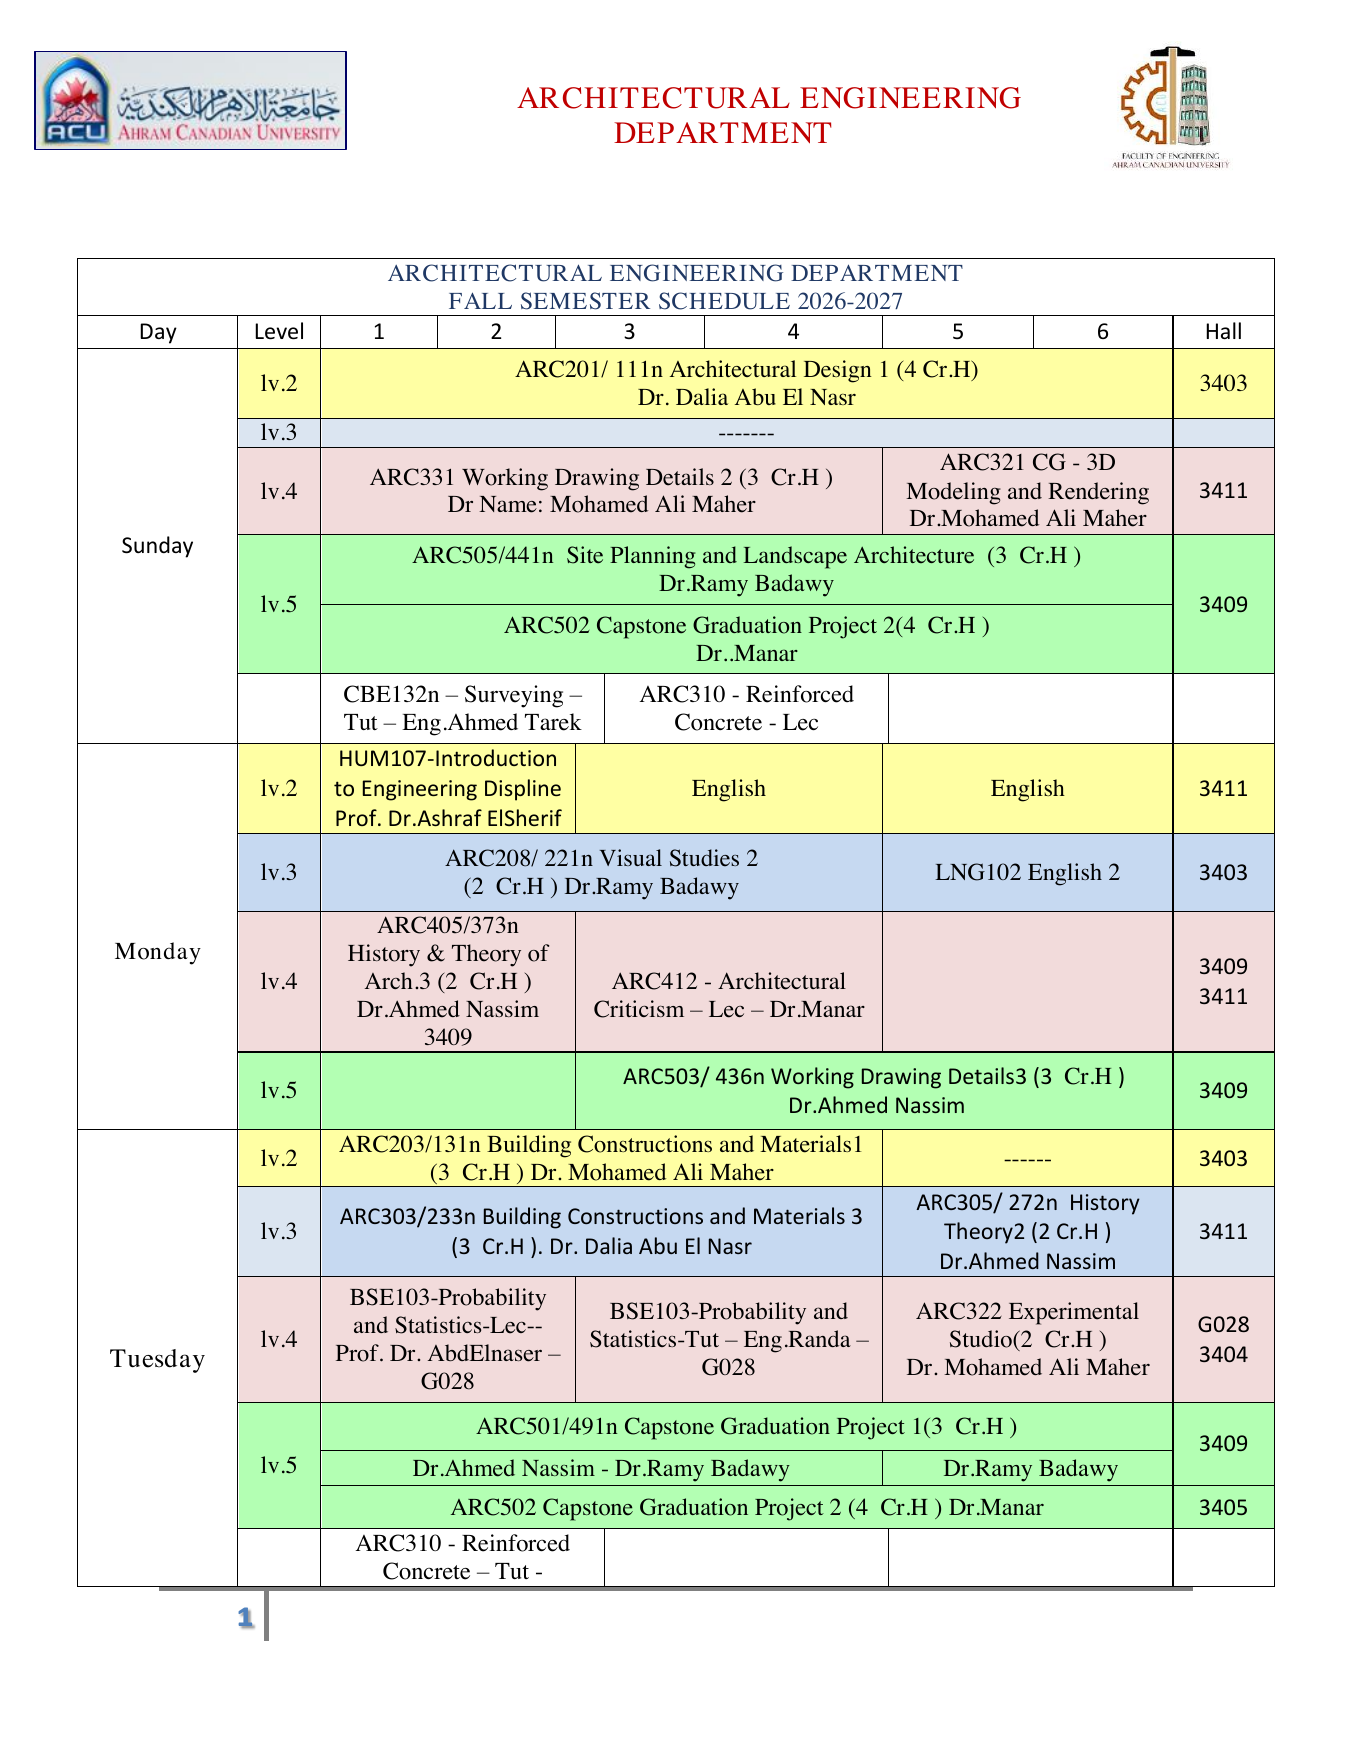 جامعة الاهرام الكندية
ACU
AHRAM CANADIAN UNIVERSITY
ARCHITECTURAL ENGINEERING
DEPARTMENT
ACU
FACULTY OF ENGINEERING
AHRAM CANADIAN UNIVERSITY
ARCHITECTURAL ENGINEERING DEPARTMENT
FALL SEMESTER SCHEDULE 2026-2027
Day Level 1 2 3 4 5 6 Hall
Sunday
lv.2
ARC201/ 111n Architectural Design 1 (4 Cr.H)
Dr. Dalia Abu El Nasr
3403
lv.3
-------
lv.4
ARC331 Working Drawing Details 2 (3  Cr.H )
Dr Name: Mohamed Ali Maher
ARC321 CG - 3D
Modeling and Rendering
Dr.Mohamed Ali Maher
3411
lv.5
ARC505/441n  Site Planning and Landscape Architecture  (3  Cr.H )
Dr.Ramy Badawy
ARC502 Capstone Graduation Project 2(4  Cr.H )
Dr..Manar
3409
CBE132n – Surveying –
Tut – Eng.Ahmed Tarek
ARC310 - Reinforced
Concrete - Lec
Monday
lv.2
HUM107-Introduction
to Engineering Displine
Prof. Dr.Ashraf ElSherif
English
English
3411
lv.3
ARC208/ 221n Visual Studies 2
(2  Cr.H ) Dr.Ramy Badawy
LNG102 English 2
3403
lv.4
ARC405/373n
History & Theory of
Arch.3 (2  Cr.H )
Dr.Ahmed Nassim
3409
ARC412 - Architectural
Criticism – Lec – Dr.Manar
3409
3411
lv.5
ARC503/ 436n Working Drawing Details3 (3  Cr.H )
Dr.Ahmed Nassim
3409
Tuesday
lv.2
ARC203/131n Building Constructions and Materials1
(3  Cr.H ) Dr. Mohamed Ali Maher
------
3403
lv.3
ARC303/233n Building Constructions and Materials 3
(3  Cr.H ). Dr. Dalia Abu El Nasr
ARC305/ 272n  History
Theory2 (2 Cr.H )
Dr.Ahmed Nassim
3411
lv.4
BSE103-Probability
and Statistics-Lec--
Prof. Dr. AbdElnaser –
G028
BSE103-Probability and
Statistics-Tut – Eng.Randa –
G028
ARC322 Experimental
Studio(2  Cr.H )
Dr. Mohamed Ali Maher
G028
3404
lv.5
ARC501/491n Capstone Graduation Project 1(3  Cr.H )
Dr.Ahmed Nassim - Dr.Ramy Badawy
Dr.Ramy Badawy
3409
ARC502 Capstone Graduation Project 2 (4  Cr.H ) Dr.Manar
3405
ARC310 - Reinforced
Concrete – Tut -
1